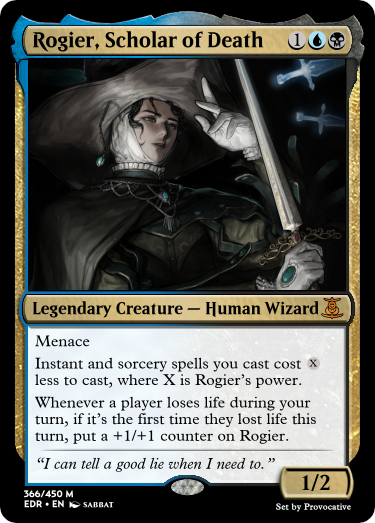 Rogier, Scholar of Death 1
Legendary Creature — Human Wizard
Menace
Instant and sorcery spells you cast cost X
less to cast, where X is Rogier's power.
Whenever a player loses life during your
turn, if it's the first time they lost life this
turn, put a +1/+1 counter on Rogier.
"I can tell a good lie when I need to."
1/2
366/450 M
EDR • EN SABBAT
Set by Provocative